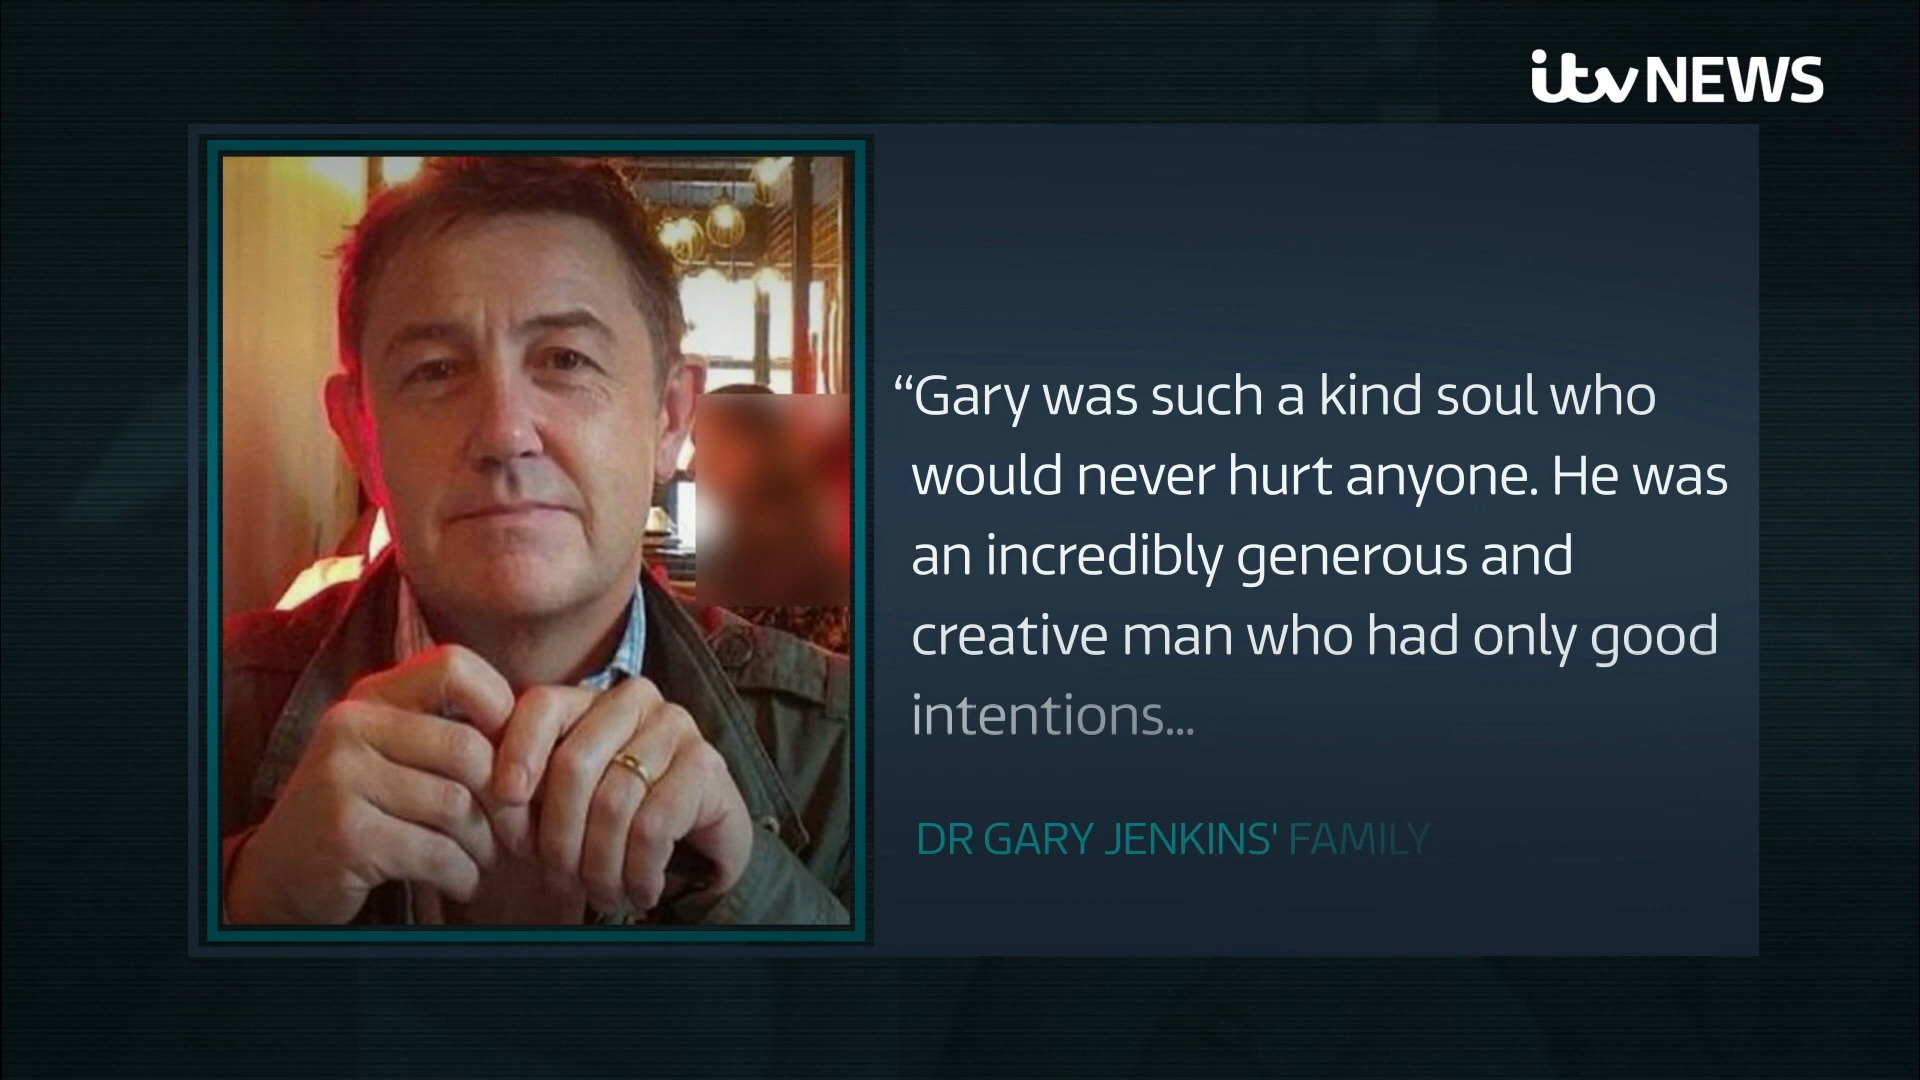 itv NEWS
“Gary was such a kind soul who
would never hurt anyone. He was
an incredibly generous and
creative man who had only good
intentions...
DR GARY JENKINS' FAMILY